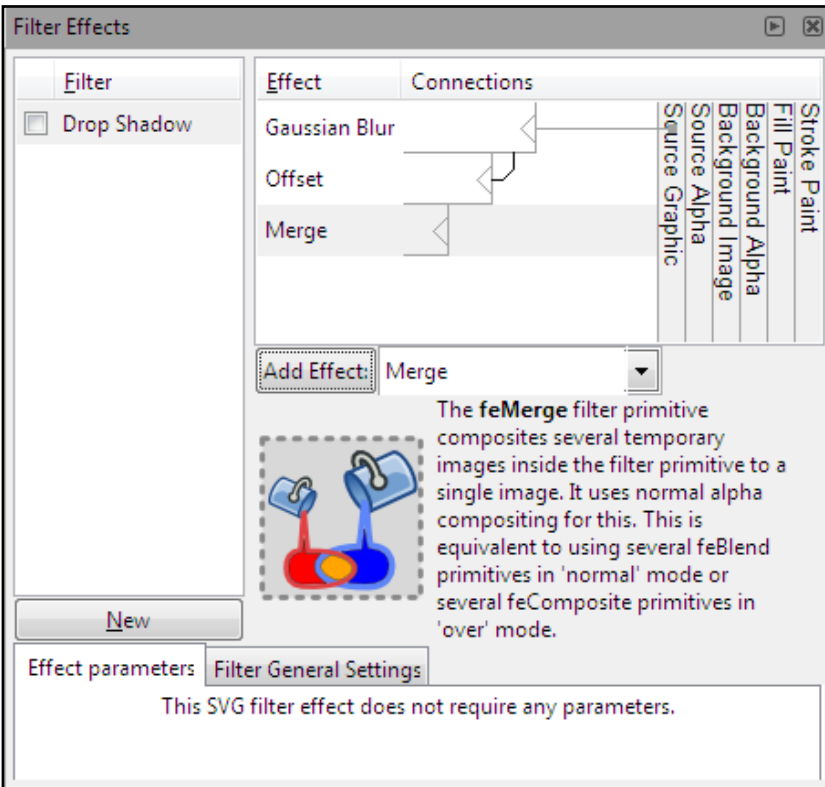 Filter Effects
Filter
Drop Shadow
Effect
Connections
Gaussian Blur
Offset
Merge
Source Graphic
Source Alpha
Background Image
Background Alpha
Fill Paint
Stroke Paint
Add Effect:
Merge
The feMerge filter primitive
composites several temporary
images inside the filter primitive to a
single image. It uses normal alpha
compositing for this. This is
equivalent to using several feBlend
primitives in 'normal' mode or
several feComposite primitives in
'over' mode.
New
Effect parameters
Filter General Settings
This SVG filter effect does not require any parameters.